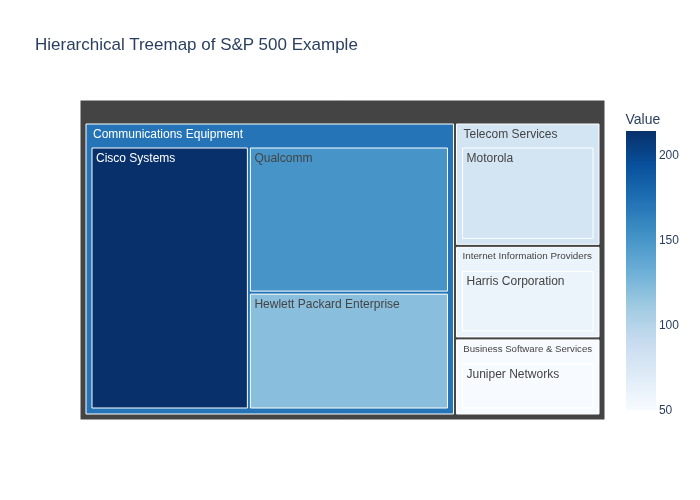 Hierarchical Treemap of S&P 500 Example
Communications Equipment
Cisco Systems
Qualcomm
Hewlett Packard Enterprise
Telecom Services
Motorola
Internet Information Providers
Harris Corporation
Business Software & Services
Juniper Networks
Value
200
150
100
50